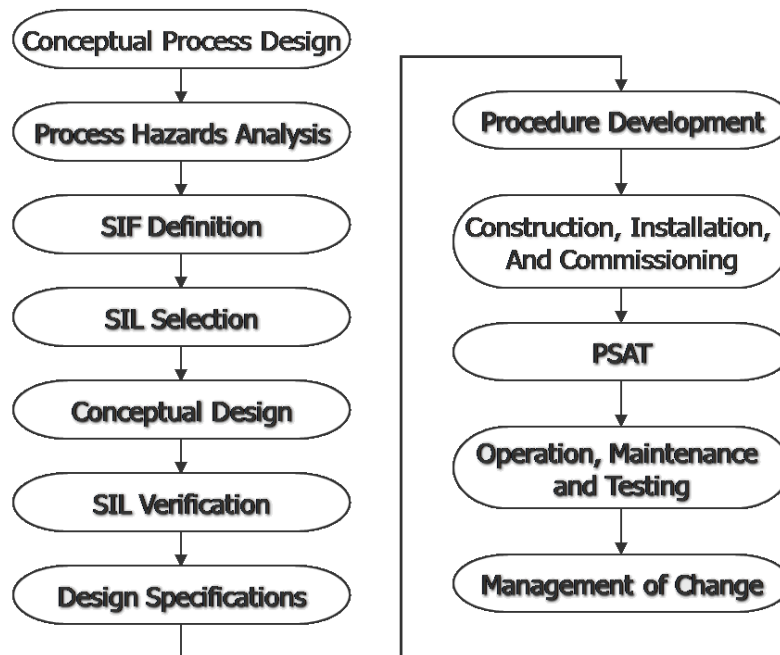 Conceptual Process Design
Process Hazards Analysis
SIF Definition
SIL Selection
Conceptual Design
SIL Verification
Design Specifications
Procedure Development
Construction, Installation,
And Commissioning
PSAT
Operation, Maintenance
and Testing
Management of Change